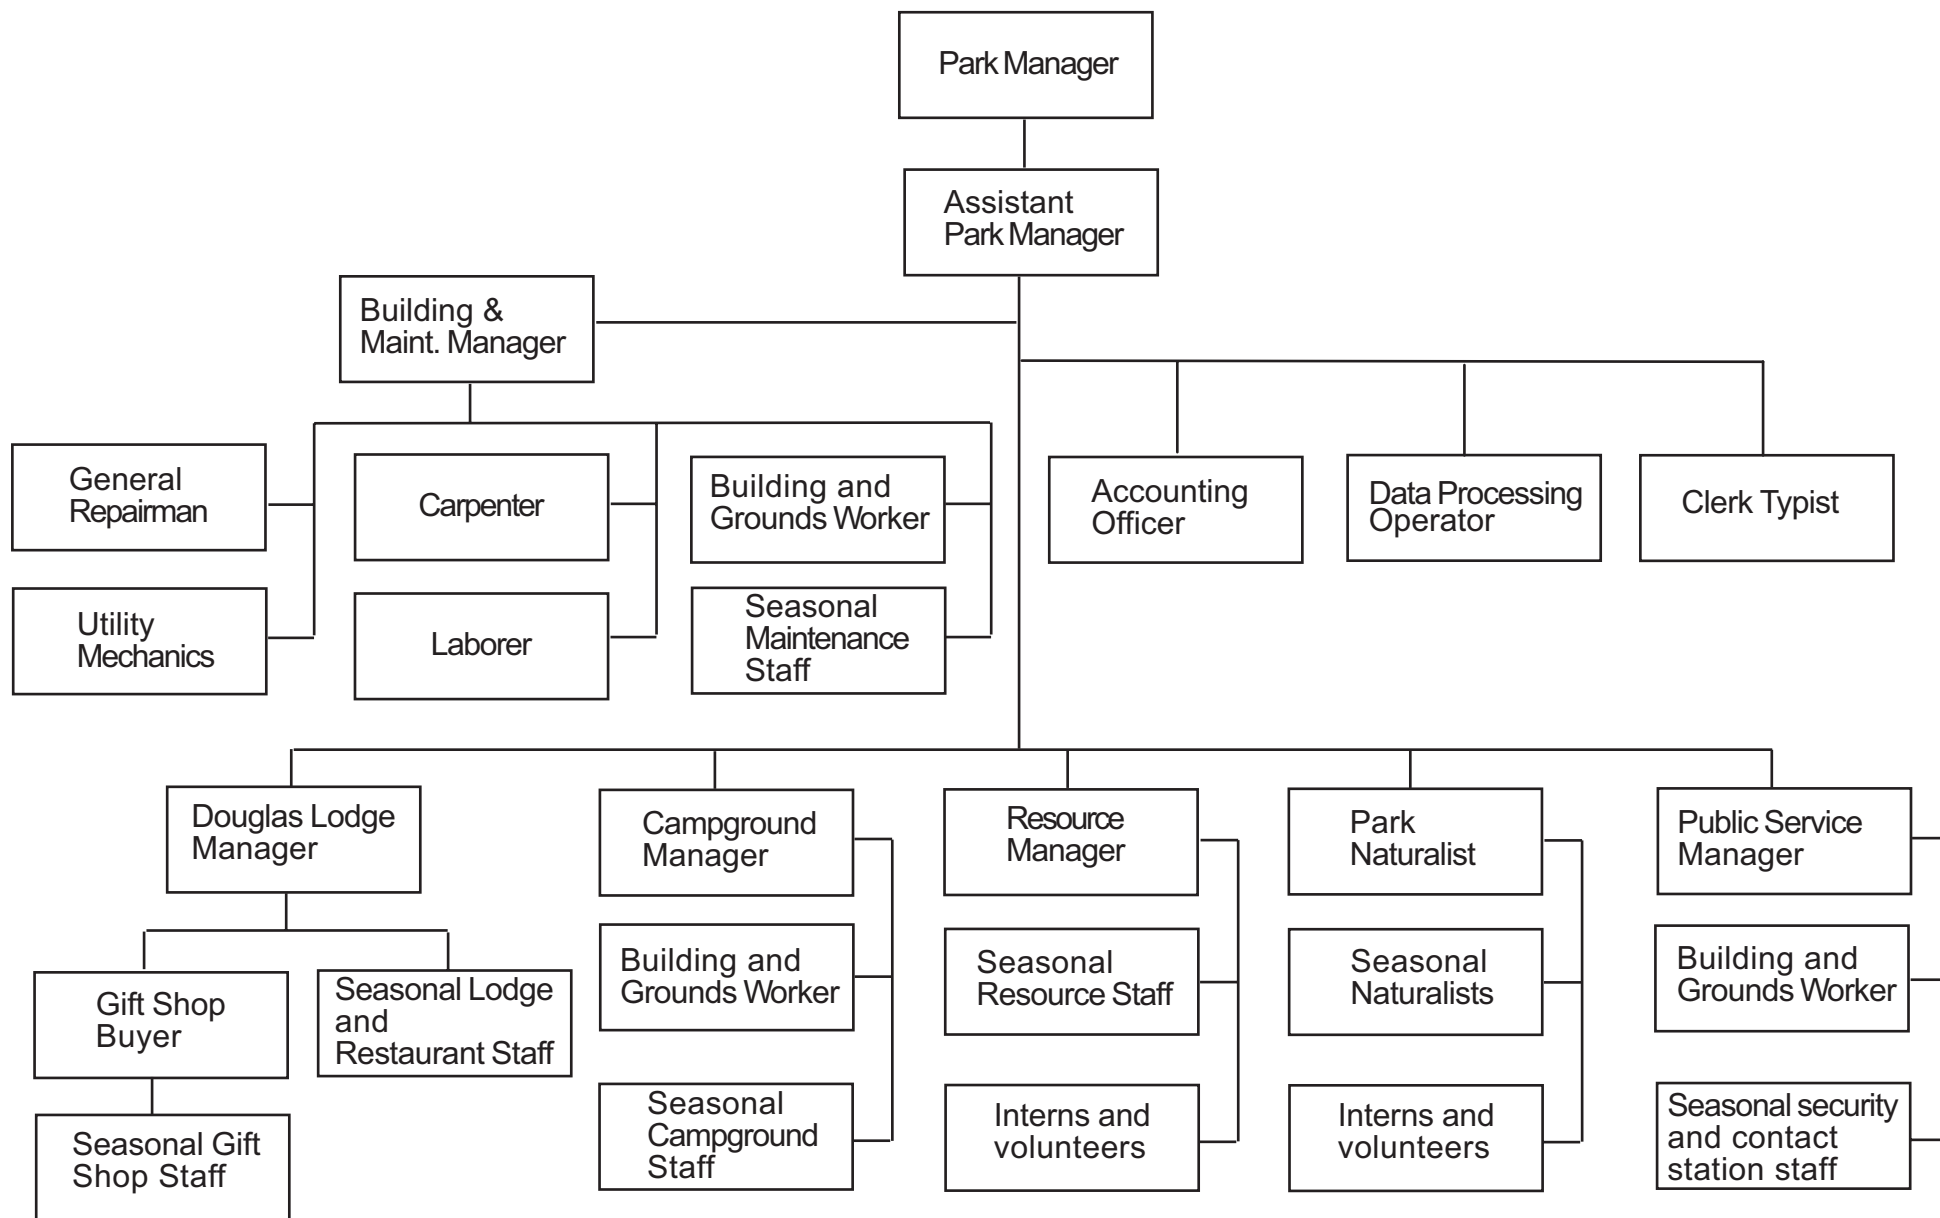 Park Manager
Assistant
Park Manager
Building &
Maint. Manager
General
Repairman
Carpenter
Building and
Grounds Worker
Accounting
Officer
Data Processing
Operator
Clerk Typist
Utility
Mechanics
Laborer
Seasonal
Maintenance
Staff
Douglas Lodge
Manager
Campground
Manager
Resource
Manager
Park
Naturalist
Public Service
Manager
Gift Shop
Buyer
Seasonal Lodge
and
Restaurant Staff
Building and
Grounds Worker
Seasonal
Resource Staff
Seasonal
Naturalists
Building and
Grounds Worker
Seasonal Gift
Shop Staff
Seasonal
Campground
Staff
Interns and
volunteers
Interns and
volunteers
Seasonal security
and contact
station staff